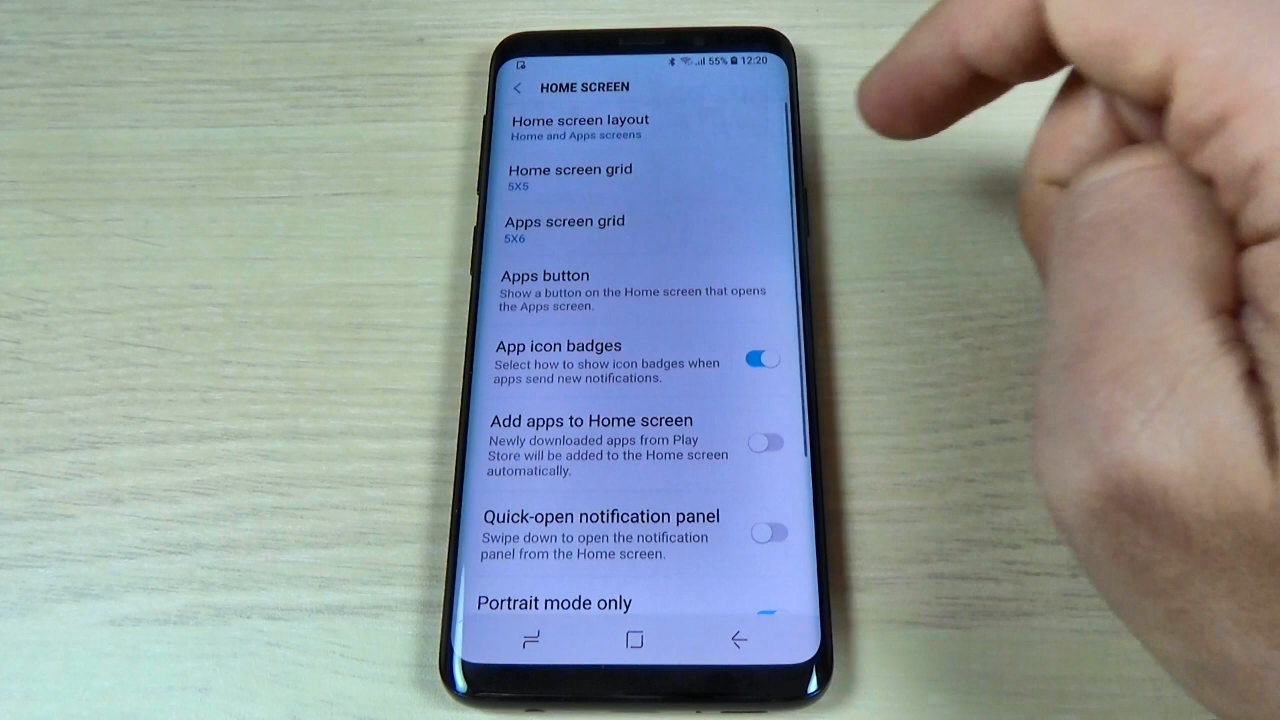 55% 12:20
HOME SCREEN
Home screen layout
Home and Apps screens
Home screen grid
5X5
Apps screen grid
5X6
Apps button
Show a button on the Home screen that opens
the Apps screen.
App icon badges
Select how to show icon badges when
apps send new notifications.
Add apps to Home screen
Newly downloaded apps from Play
Store will be added to the Home screen
automatically.
Quick-open notification panel
Swipe down to open the notification
panel from the Home screen.
Portrait mode only